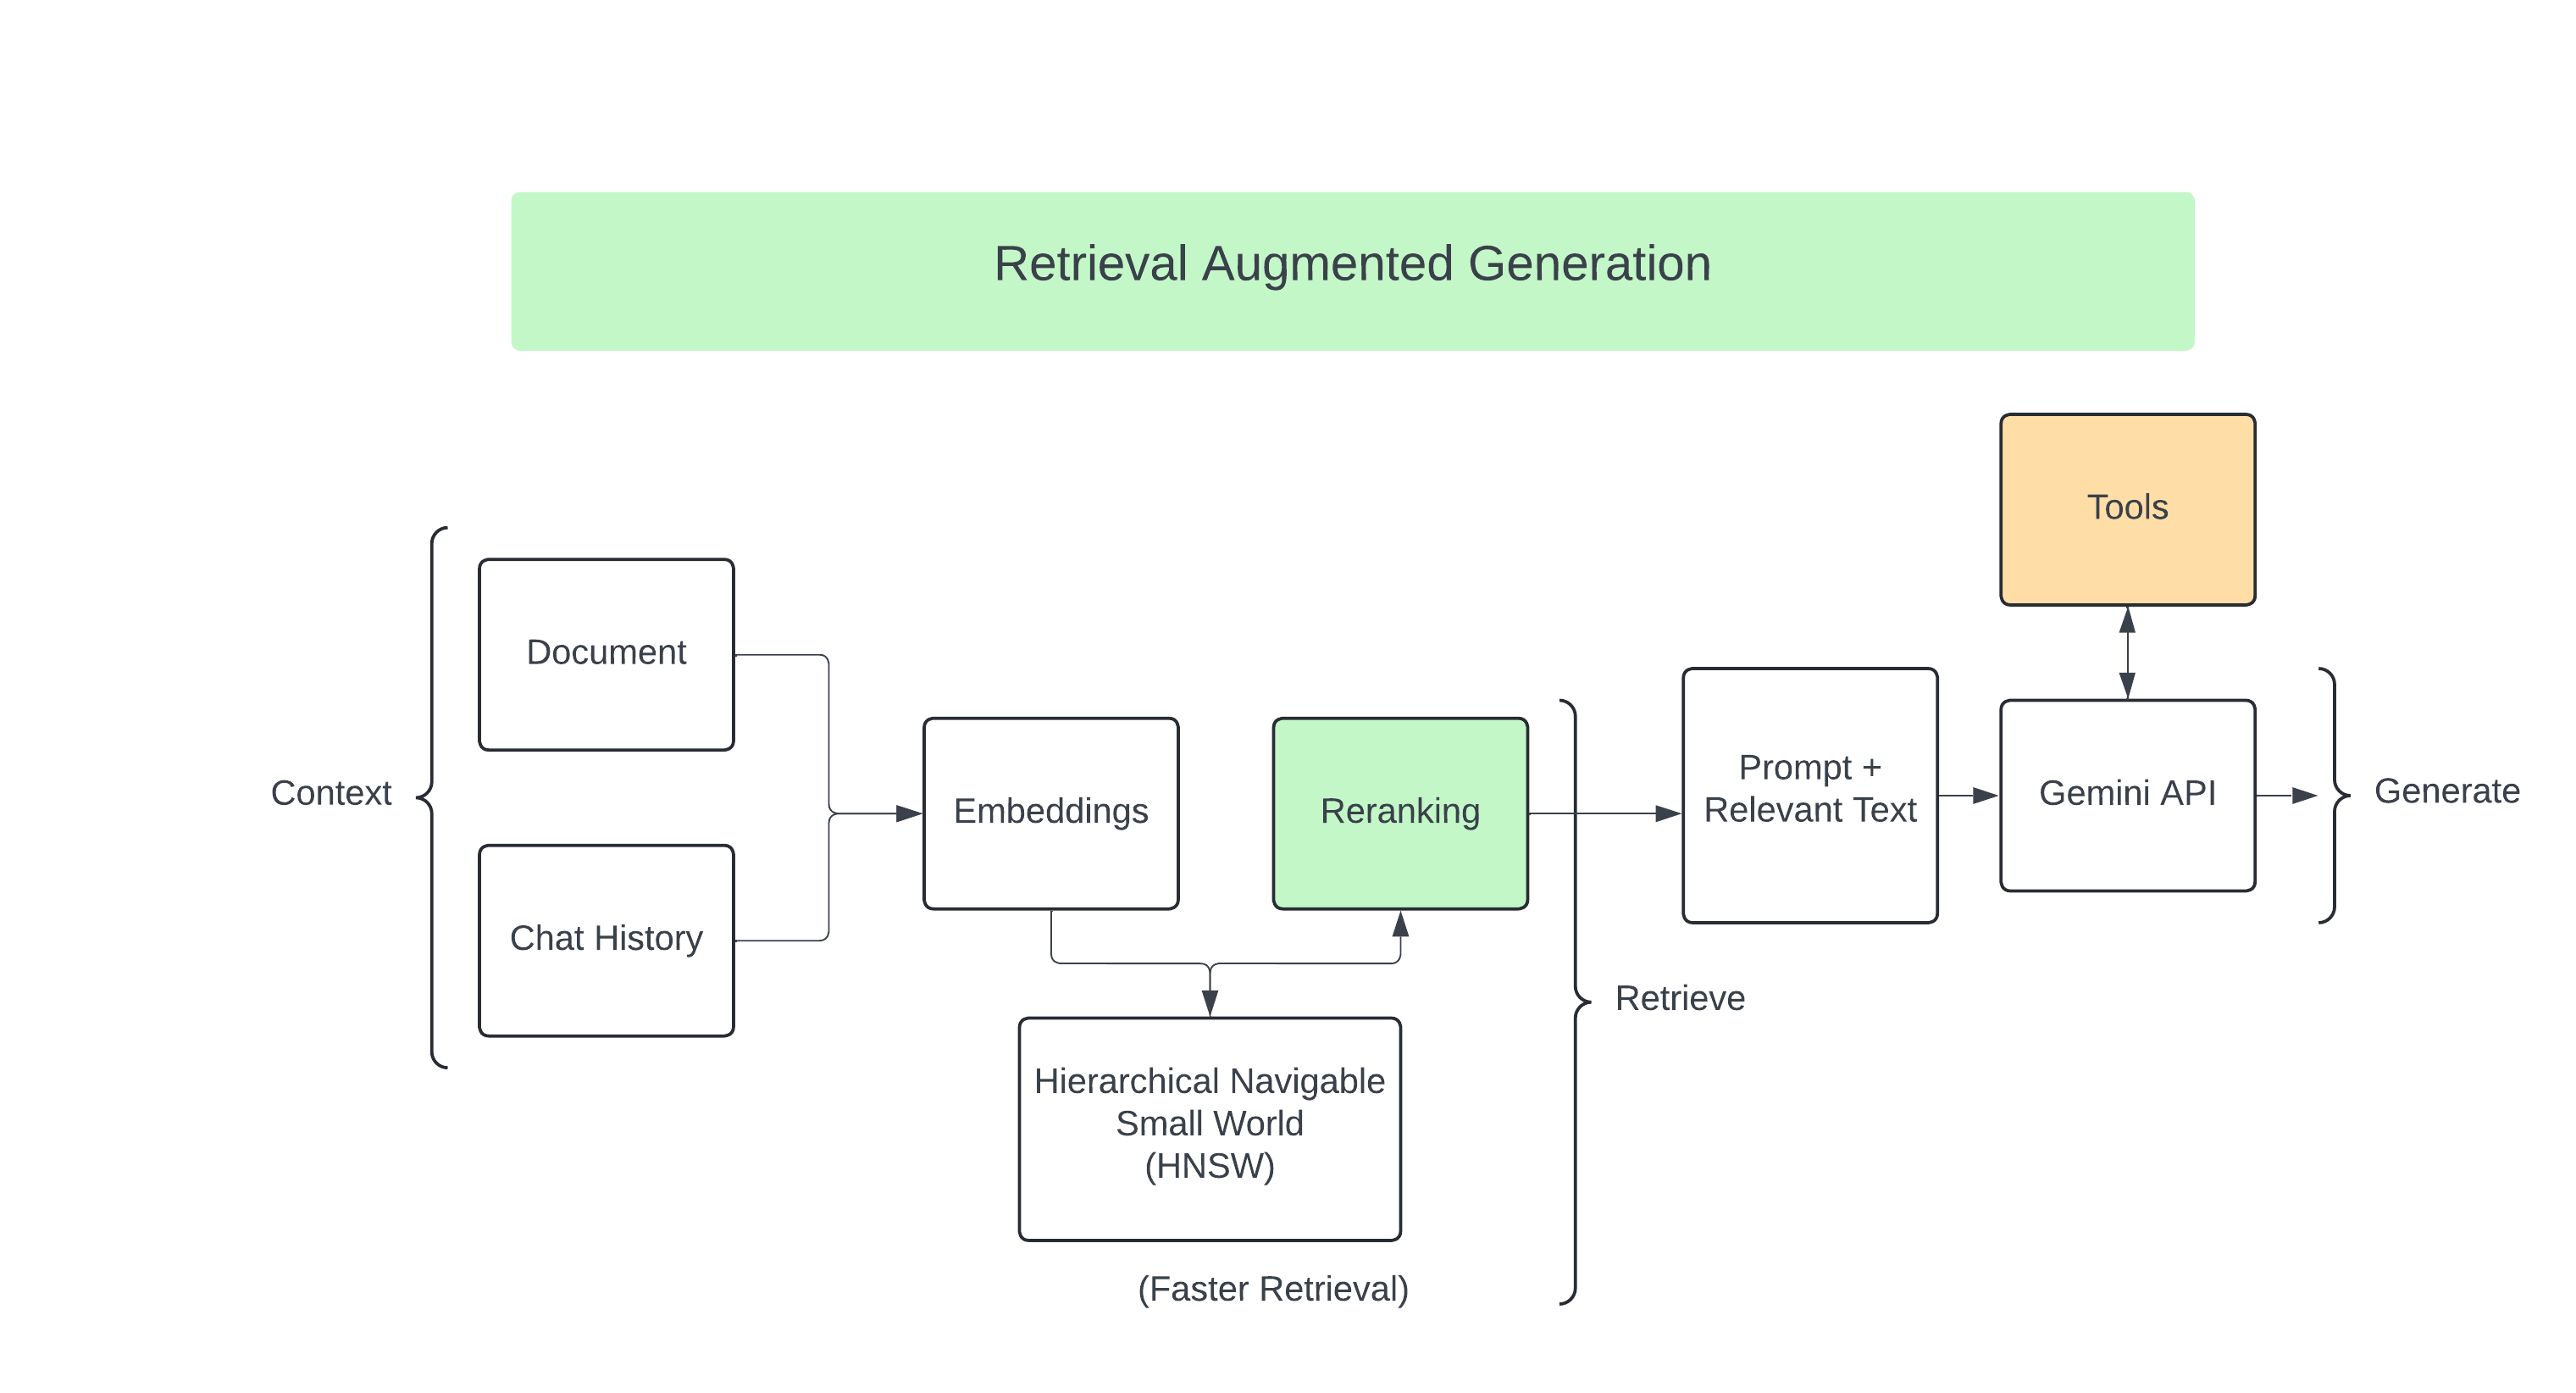 Retrieval Augmented Generation
Tools
Document
Context
Chat History
Embeddings
Reranking
Hierarchical Navigable
Small World
(HNSW)
(Faster Retrieval)
Retrieve
Prompt +
Relevant Text
Gemini API
Generate